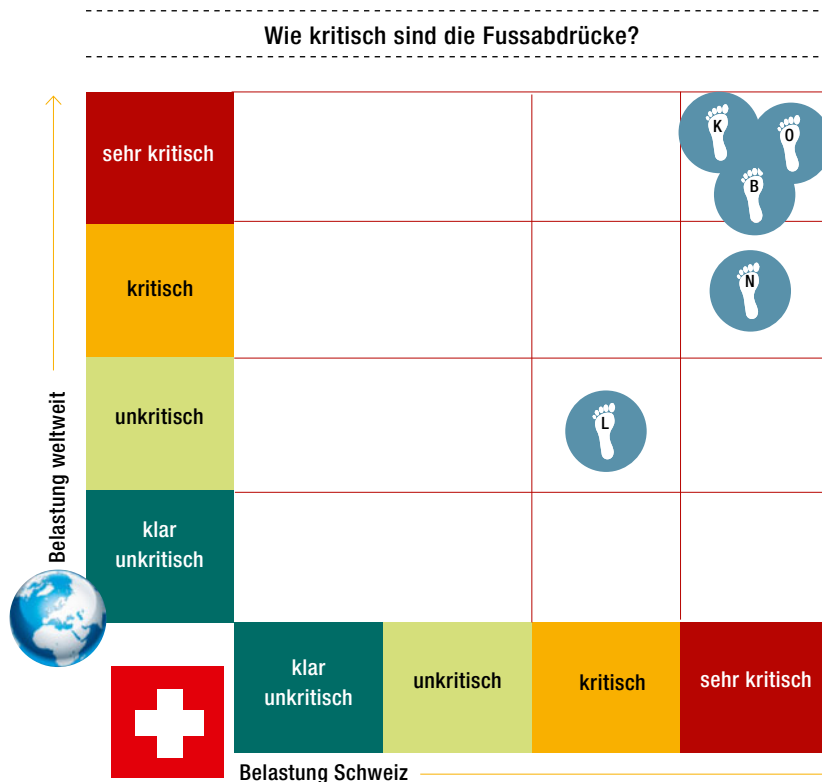 Wie kritisch sind die Fussabdrücke?
sehr kritisch
K
O
B
kritisch
N
unkritisch
L
klar
unkritisch
Belastung weltweit
klar
unkritisch
unkritisch
kritisch
sehr kritisch
Belastung Schweiz